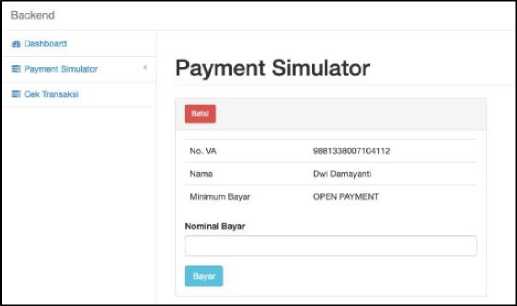 Backend
Dashboard
Payment Simulator
Cek Transaksi
Payment Simulator
Batal
No. VA 9881338007104112
Nama Dwi Damayanti
Minimum Bayar OPEN PAYMENT
Nominal Bayar
Bayar